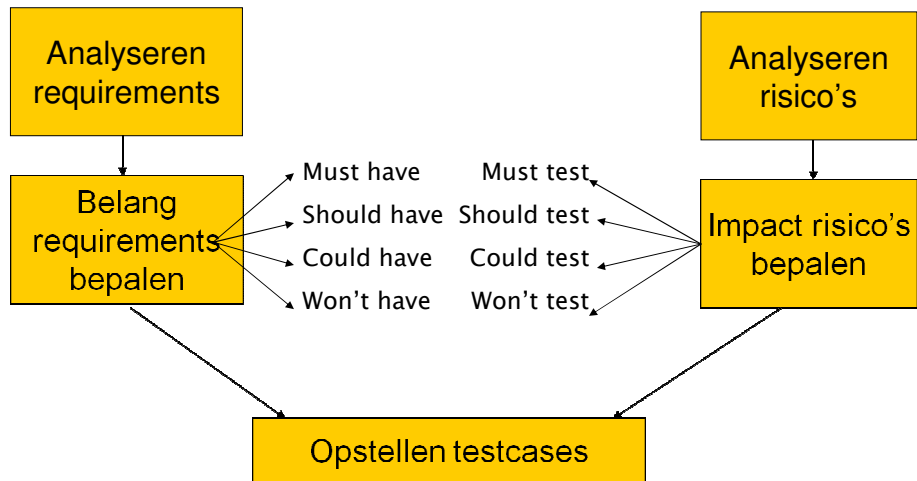 Analyseren
requirements
Analyseren
risico's
Belang
requirements
bepalen
Must have
Should have
Could have
Won't have
Must test
Should test
Could test
Won't test
Impact risico's
bepalen
Opstellen testcases